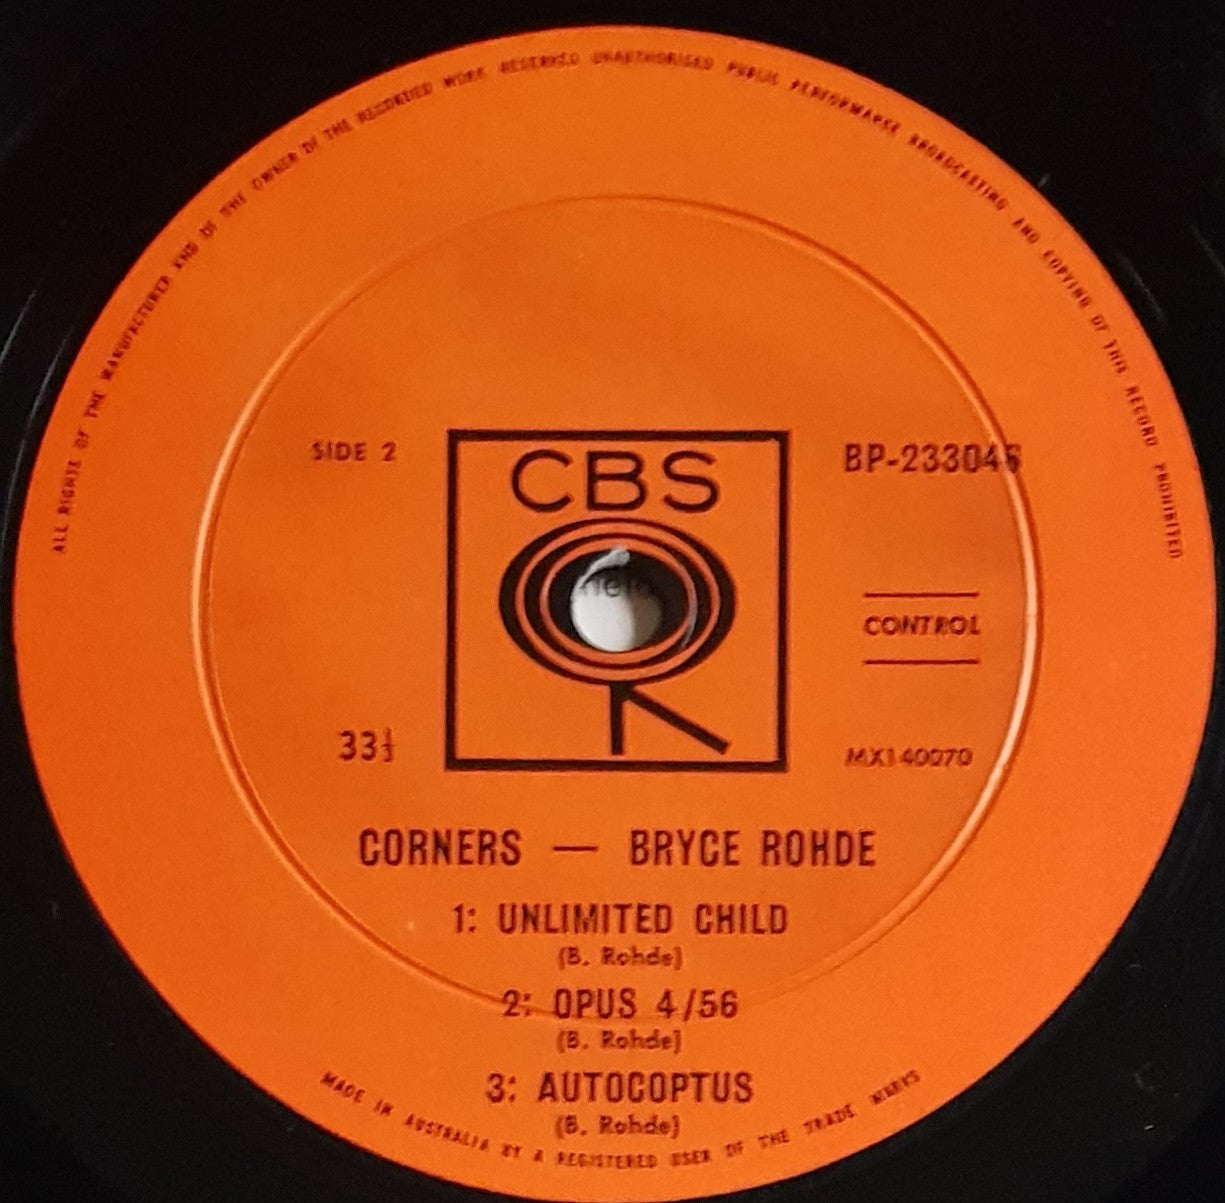 ALL RIGHTS OF THE MANUFACTURER AND OF THE OWNER OF THE RECORDED WORK RESERVED UNAUTHORISED PUBLIC PERFORMANCE BROADCASTING AND COPYING OF THIS RECORD PROHIBITED
SIDE 2
CBS
BP-233045
CONTROL
33⅓
MX140070
CORNERS — BRYCE ROHDE
1: UNLIMITED CHILD
(B. Rohde)
2: OPUS 4/56
(B. Rohde)
3: AUTOCOPTUS
(B. Rohde)
MADE IN AUSTRALIA BY A REGISTERED USER OF THE TRADE MARKS